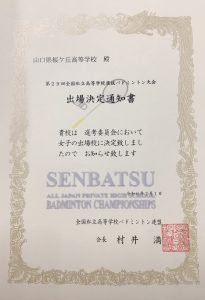 山口県桜ケ丘高等学校 殿
第29回全国私立高等学校選抜バドミントン大会
出場決定通知書
貴校は 選考委員会において
女子の出場校に決定致しまし
たので お知らせ致します
SENBATSU
ALL JAPAN PRIVATE HIGH
BADMINTON CHAMPIONSHIPS
全国私立高等学校バドミントン連盟
会長 村井 満